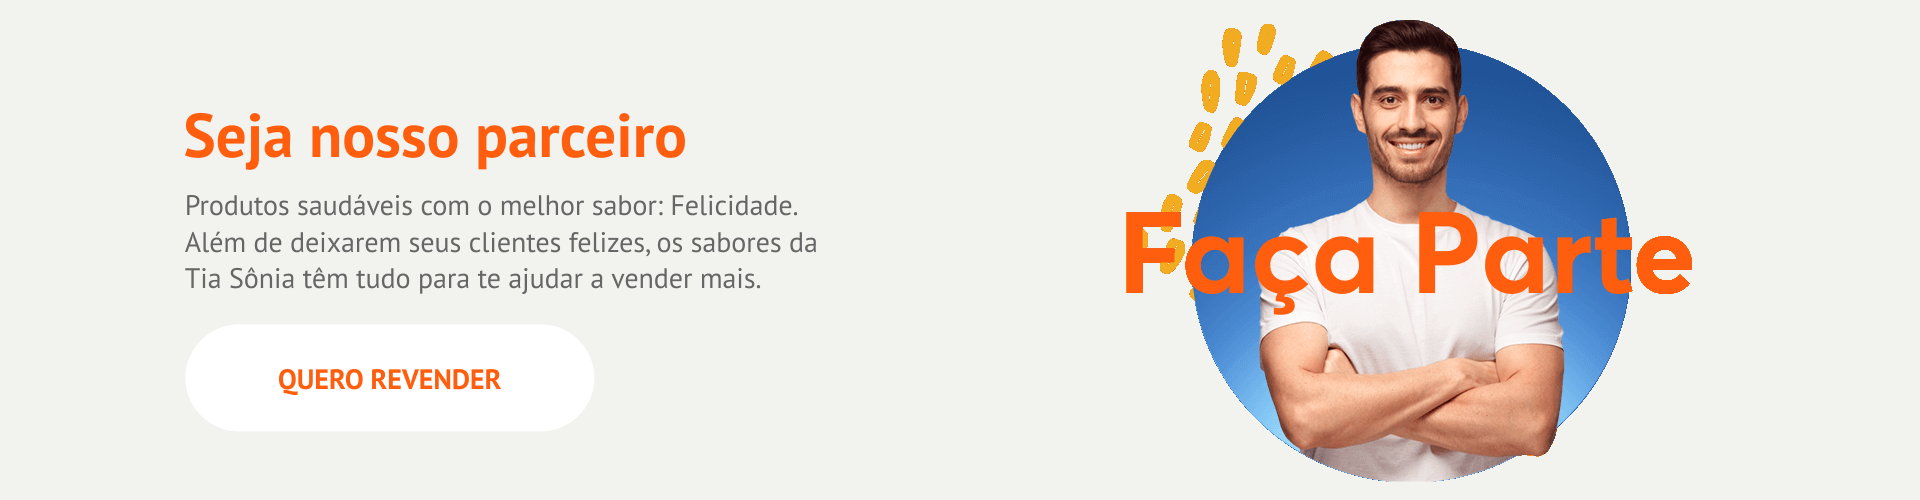 Seja nosso parceiro
Produtos saudáveis com o melhor sabor: Felicidade.
Além de deixarem seus clientes felizes, os sabores da
Tia Sônia têm tudo para te ajudar a vender mais.
QUERO REVENDER
Faça Parte